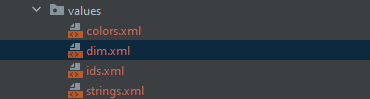 values
colors.xml
dim.xml
ids.xml
strings.xml